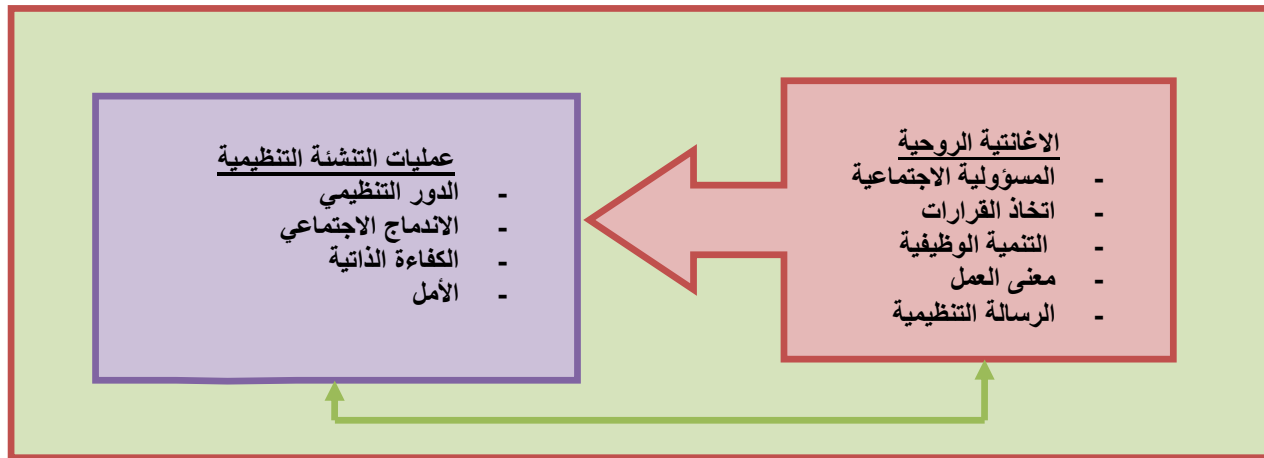 الاغانتية الروحية
- المسؤولية الاجتماعية
- اتخاذ القرارات
- التنمية الوظيفية
- معنى العمل
- الرسالة التنظيمية
عمليات التنشئة التنظيمية
- الدور التنظيمي
- الاندماج الاجتماعي
- الكفاءة الذاتية
- الأمل